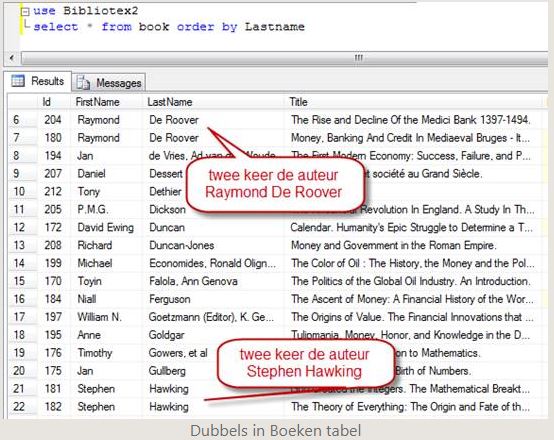 use Bibliotex2
select * from book order by Lastname
Results Messages
Id FirstName LastName Title
6 204 Raymond De Roover The Rise and Decline Of the Medici Bank 1397-1494.
7 180 Raymond De Roover Money, Banking And Credit In Mediaeval Bruges - It...
8 194 Jan de Vries, Ad van der Woude The First Modern Economy: Success, Failure, and P...
9 207 Daniel Dessert et société au Grand Siècle.
10 212 Tony Dethier
11 205 P.M.G. Dickson Revolution In England. A Study In Th...
12 172 David Ewing Duncan Calendar. Humanity's Epic Struggle to Determine a T...
13 208 Richard Duncan-Jones Money and Government in the Roman Empire.
14 199 Michael Economides, Ronald Olign... The Color of Oil : The History, the Money and the Pol...
15 170 Toyin Falola, Ann Genova The Politics of the Global Oil Industry. An Introduction.
16 184 Niall Ferguson The Ascent of Money: A Financial History of the Wor...
17 197 William N. Goetzmann (Editor), K. Ge... The Origins of Value. The Financial Innovations that ...
18 195 Anne Goldgar Tulipomania, Money, Honor, and Knowledge in the D...
19 176 Timothy Gowers, et al on to Mathematics.
20 175 Jan Gullberg Birth of Numbers.
21 181 Stephen Hawking God Created the Integers. The Mathematical Breakt...
22 182 Stephen Hawking The Theory of Everything: The Origin and Fate of th...
twee keer de auteur
Raymond De Roover
twee keer de auteur
Stephen Hawking
Dubbels in Boeken tabel